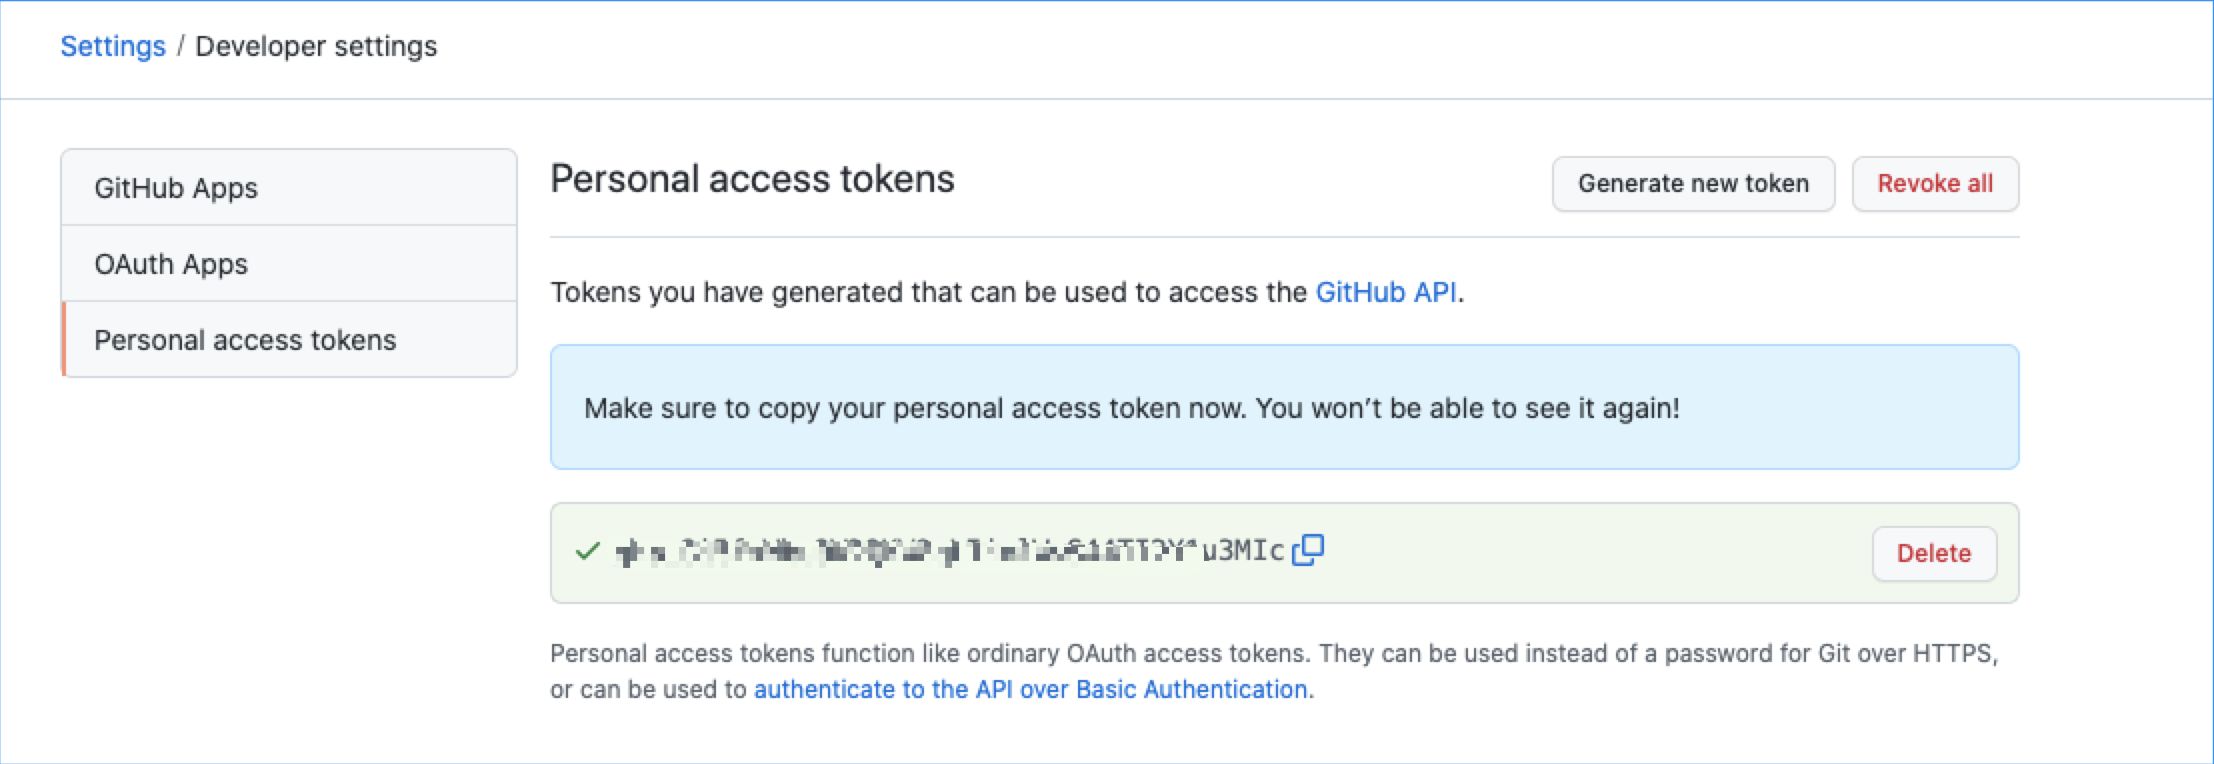 Settings / Developer settings
GitHub Apps
OAuth Apps
Personal access tokens
Personal access tokens
Generate new token
Revoke all
Tokens you have generated that can be used to access the GitHub API.
Make sure to copy your personal access token now. You won't be able to see it again!
u3MIc
Delete
Personal access tokens function like ordinary OAuth access tokens. They can be used instead of a password for Git over HTTPS,
or can be used to authenticate to the API over Basic Authentication.